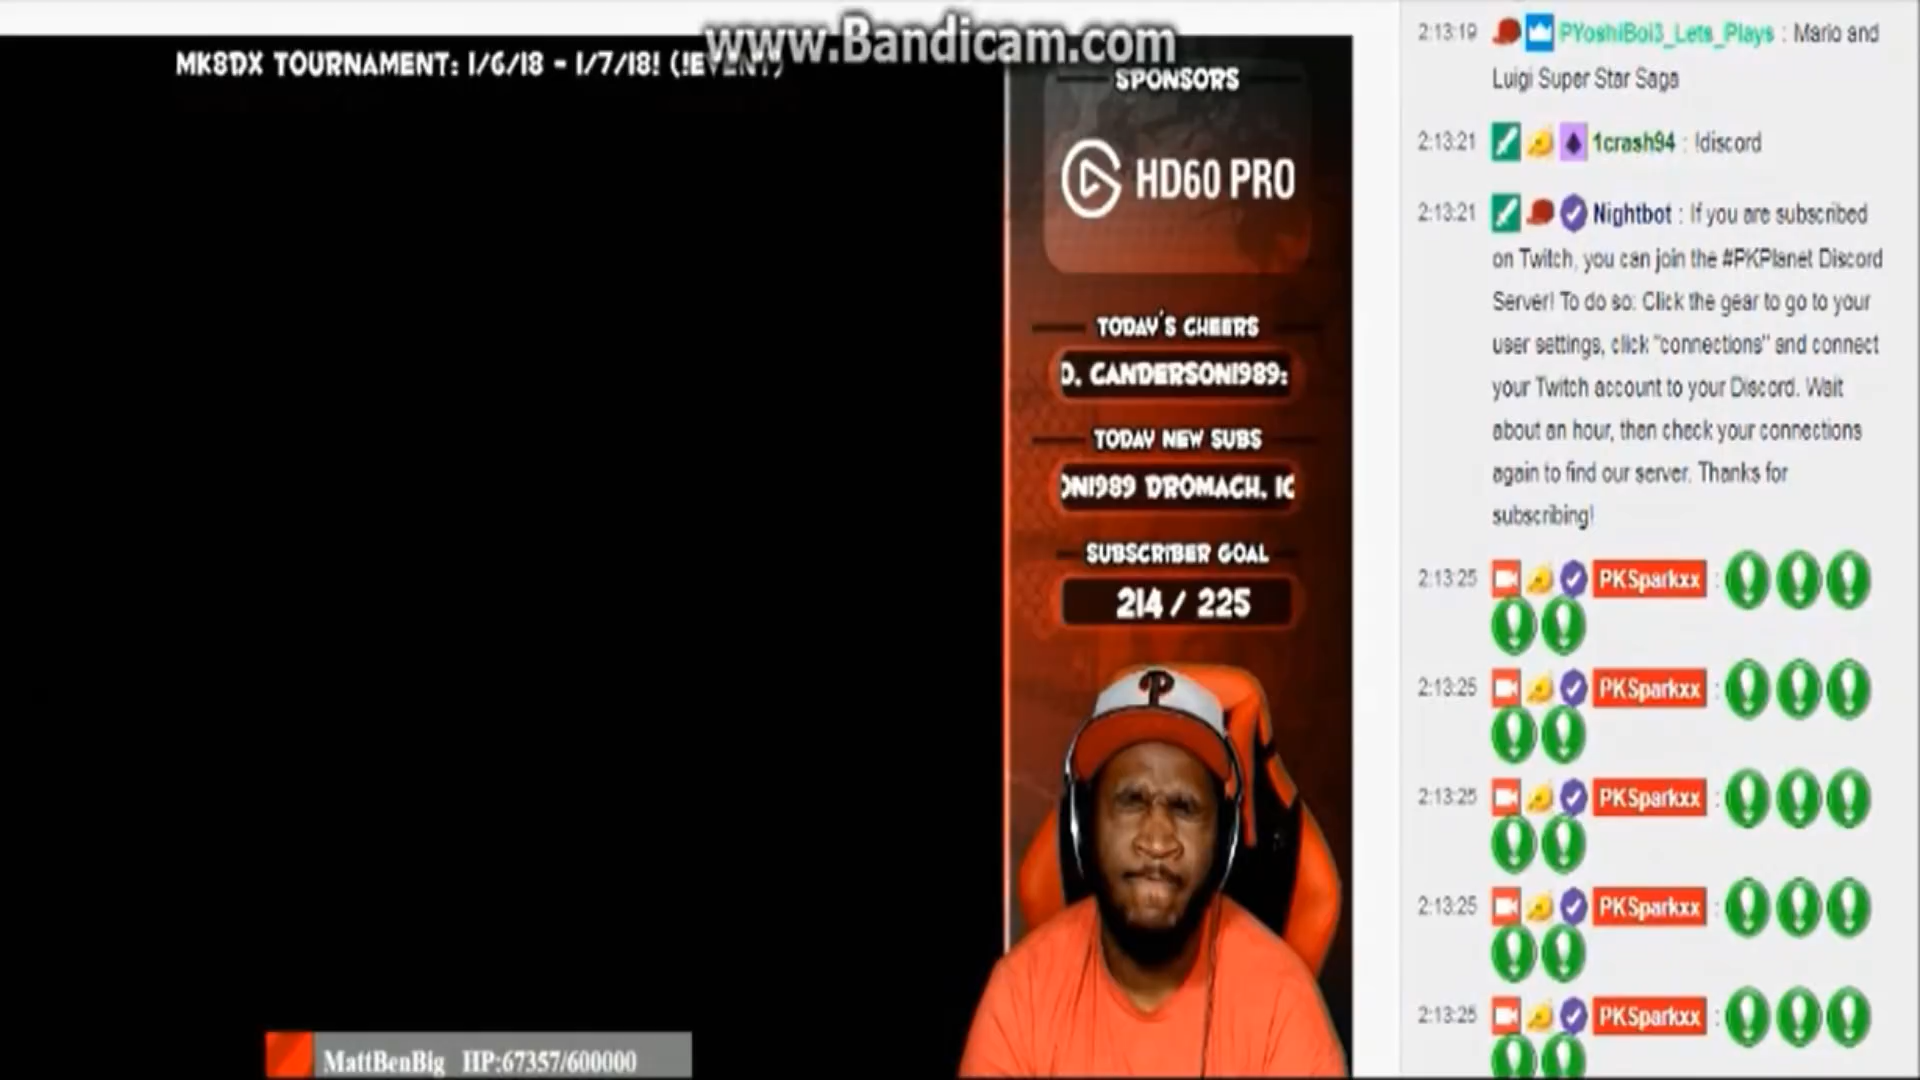 www.Bandicam.com
MK8DX TOURNAMENT: 1/6/18 - 1/7/18! (!EVENT)
SPONSORS
HD60 PRO
TODAY'S CHEERS
D. CANDERSON1989:
TODAY NEW SUBS
ON1989 DROMACH, IC
SUBSCRIBER GOAL
214 / 225
P
MattBenBig HP:67357/600000
2:13:19 PYoshiBoi3_Lets_Plays : Mario and
Luigi Super Star Saga
2:13:21 1crash94 : !discord
2:13:21 Nightbot : If you are subscribed
on Twitch, you can join the #PKPlanet Discord
Server! To do so: Click the gear to go to your
user settings, click "connections" and connect
your Twitch account to your Discord. Wait
about an hour, then check your connections
again to find our server. Thanks for
subscribing!
2:13:25 PKSparkxx :
2:13:25 PKSparkxx :
2:13:25 PKSparkxx :
2:13:25 PKSparkxx :
2:13:25 PKSparkxx :